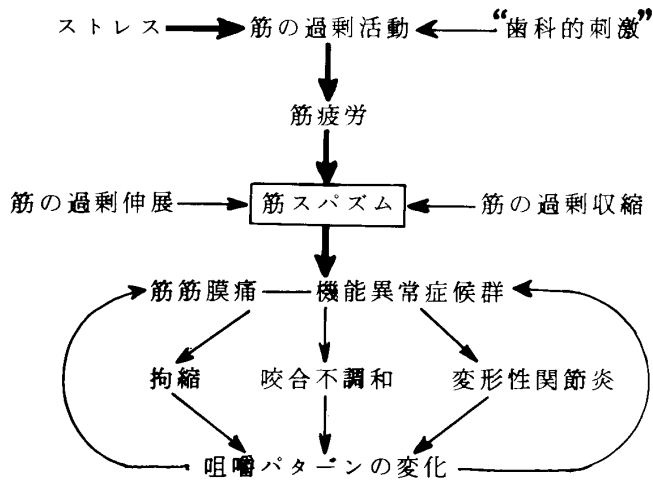 ストレス 筋の過剰活動 “歯科的刺激”
筋疲労
筋の過剰伸展 筋スパズム 筋の過剰収縮
筋筋膜痛 機能異常症候群
拘縮 咬合不調和 変形性関節炎
咀嚼パターンの変化